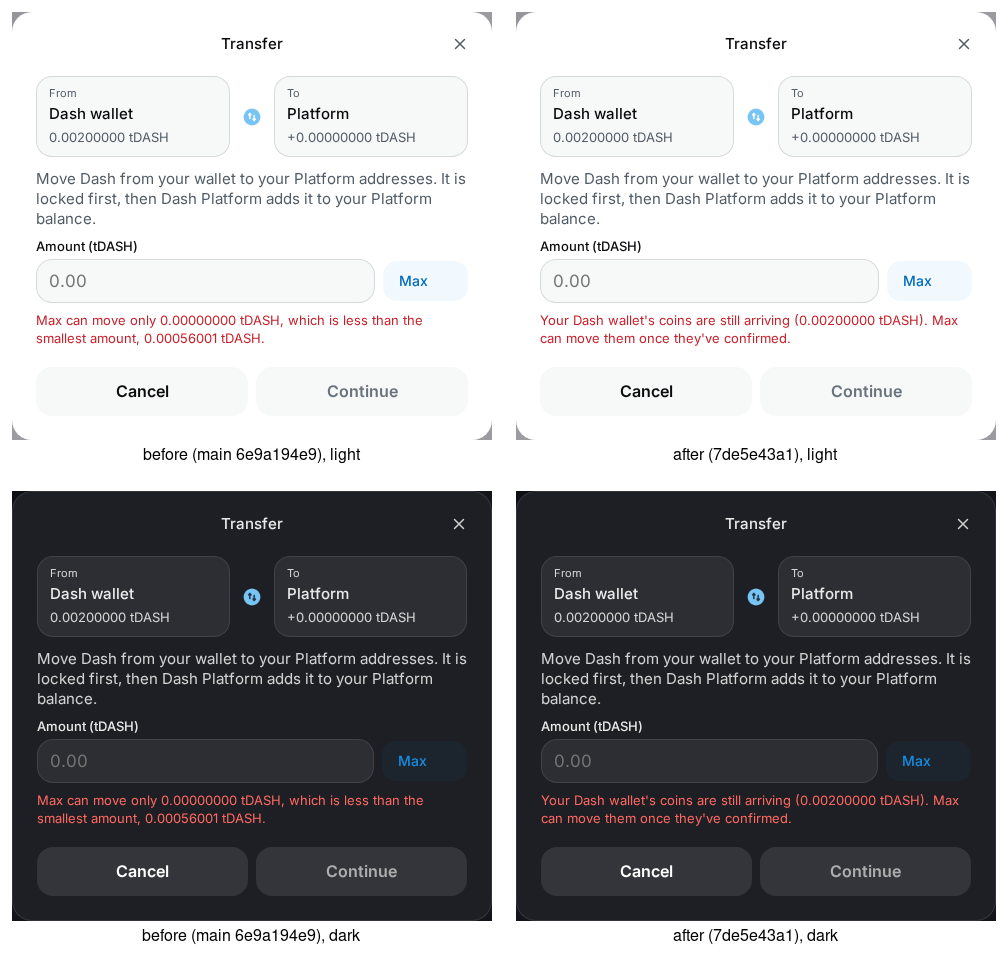 Transfer
From
Dash wallet
0.00200000 tDASH
To
Platform
+0.00000000 tDASH
Move Dash from your wallet to your Platform addresses. It is
locked first, then Dash Platform adds it to your Platform
balance.
Amount (tDASH)
0.00
Max
Max can move only 0.00000000 tDASH, which is less than the
smallest amount, 0.00056001 tDASH.
Cancel
Continue
before (main 6e9a194e9), light
Transfer
From
Dash wallet
0.00200000 tDASH
To
Platform
+0.00000000 tDASH
Move Dash from your wallet to your Platform addresses. It is
locked first, then Dash Platform adds it to your Platform
balance.
Amount (tDASH)
0.00
Max
Your Dash wallet's coins are still arriving (0.00200000 tDASH). Max
can move them once they've confirmed.
Cancel
Continue
after (7de5e43a1), light
Transfer
From
Dash wallet
0.00200000 tDASH
To
Platform
+0.00000000 tDASH
Move Dash from your wallet to your Platform addresses. It is
locked first, then Dash Platform adds it to your Platform
balance.
Amount (tDASH)
0.00
Max
Max can move only 0.00000000 tDASH, which is less than the
smallest amount, 0.00056001 tDASH.
Cancel
Continue
before (main 6e9a194e9), dark
Transfer
From
Dash wallet
0.00200000 tDASH
To
Platform
+0.00000000 tDASH
Move Dash from your wallet to your Platform addresses. It is
locked first, then Dash Platform adds it to your Platform
balance.
Amount (tDASH)
0.00
Max
Your Dash wallet's coins are still arriving (0.00200000 tDASH). Max
can move them once they've confirmed.
Cancel
Continue
after (7de5e43a1), dark